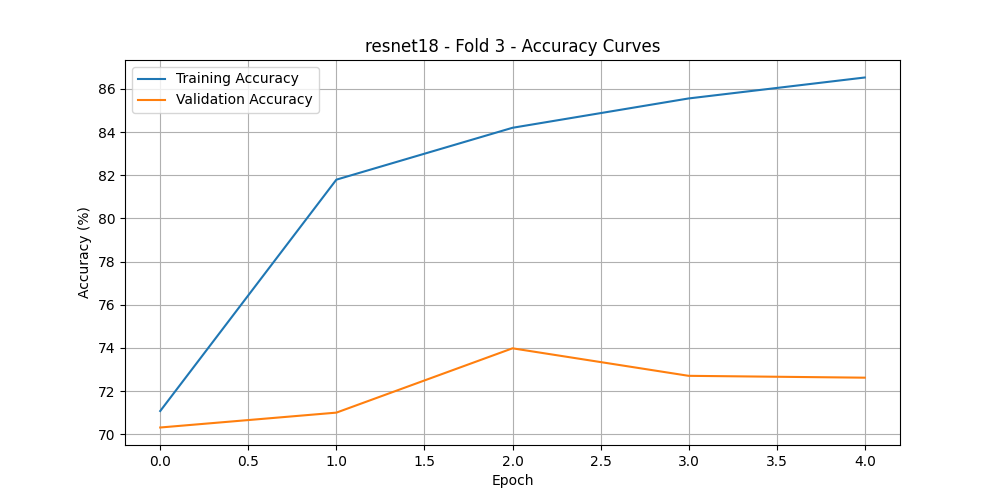 resnet18 - Fold 3 - Accuracy Curves
Training Accuracy
Validation Accuracy
Accuracy (%)
86
84
82
80
78
76
74
72
70
0.0 0.5 1.0 1.5 2.0 2.5 3.0 3.5 4.0
Epoch